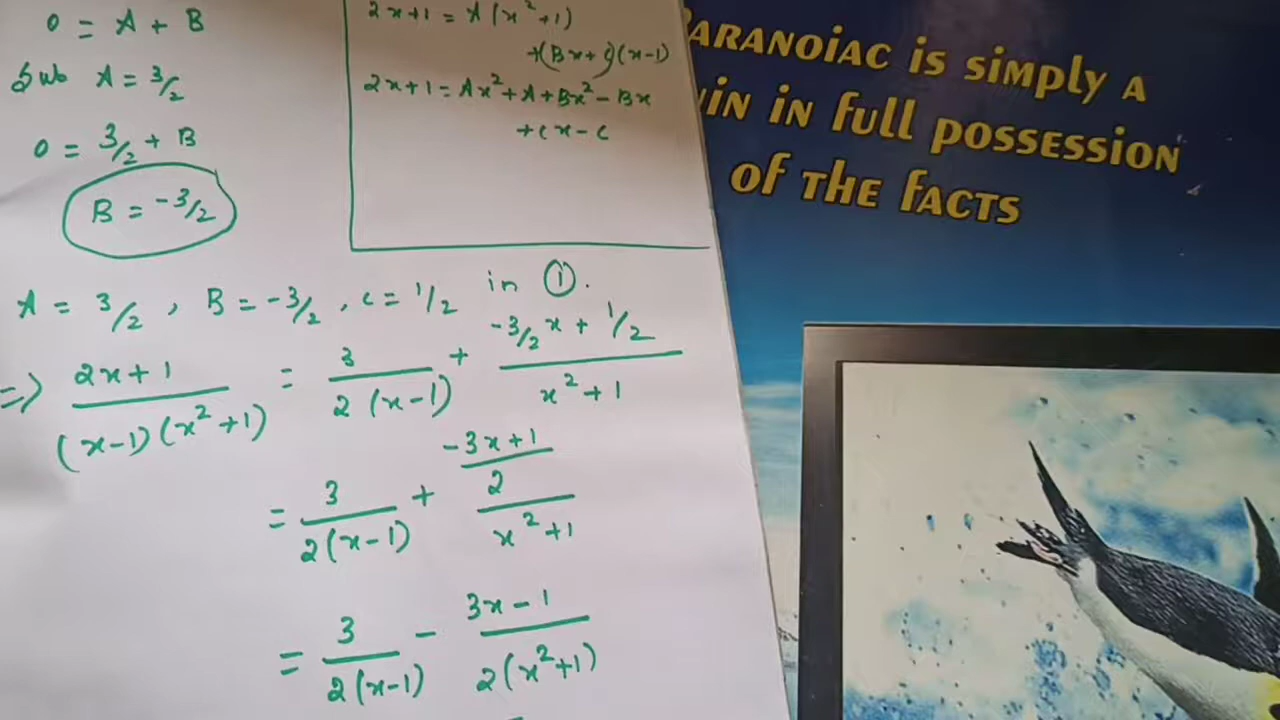 0 = A + B
Sub A = 3/2
0 = 3/2 + B
B = -3/2
2x+1 = A(x²+1)
+(Bx+c)(x-1)
2x+1 = Ax²+A+Bx²-Bx
+cx-c
A = 3/2, B = -3/2, c = 1/2 in ①.
=> 2x+1 / (x-1)(x²+1) = 3 / 2(x-1) + -3/2x + 1/2 / x²+1
= 3 / 2(x-1) + -3x+1 / 2 / x²+1
= 3 / 2(x-1) - 3x-1 / 2(x²+1)
ARANOiAC is simply A
in full possession
of THE fACTS